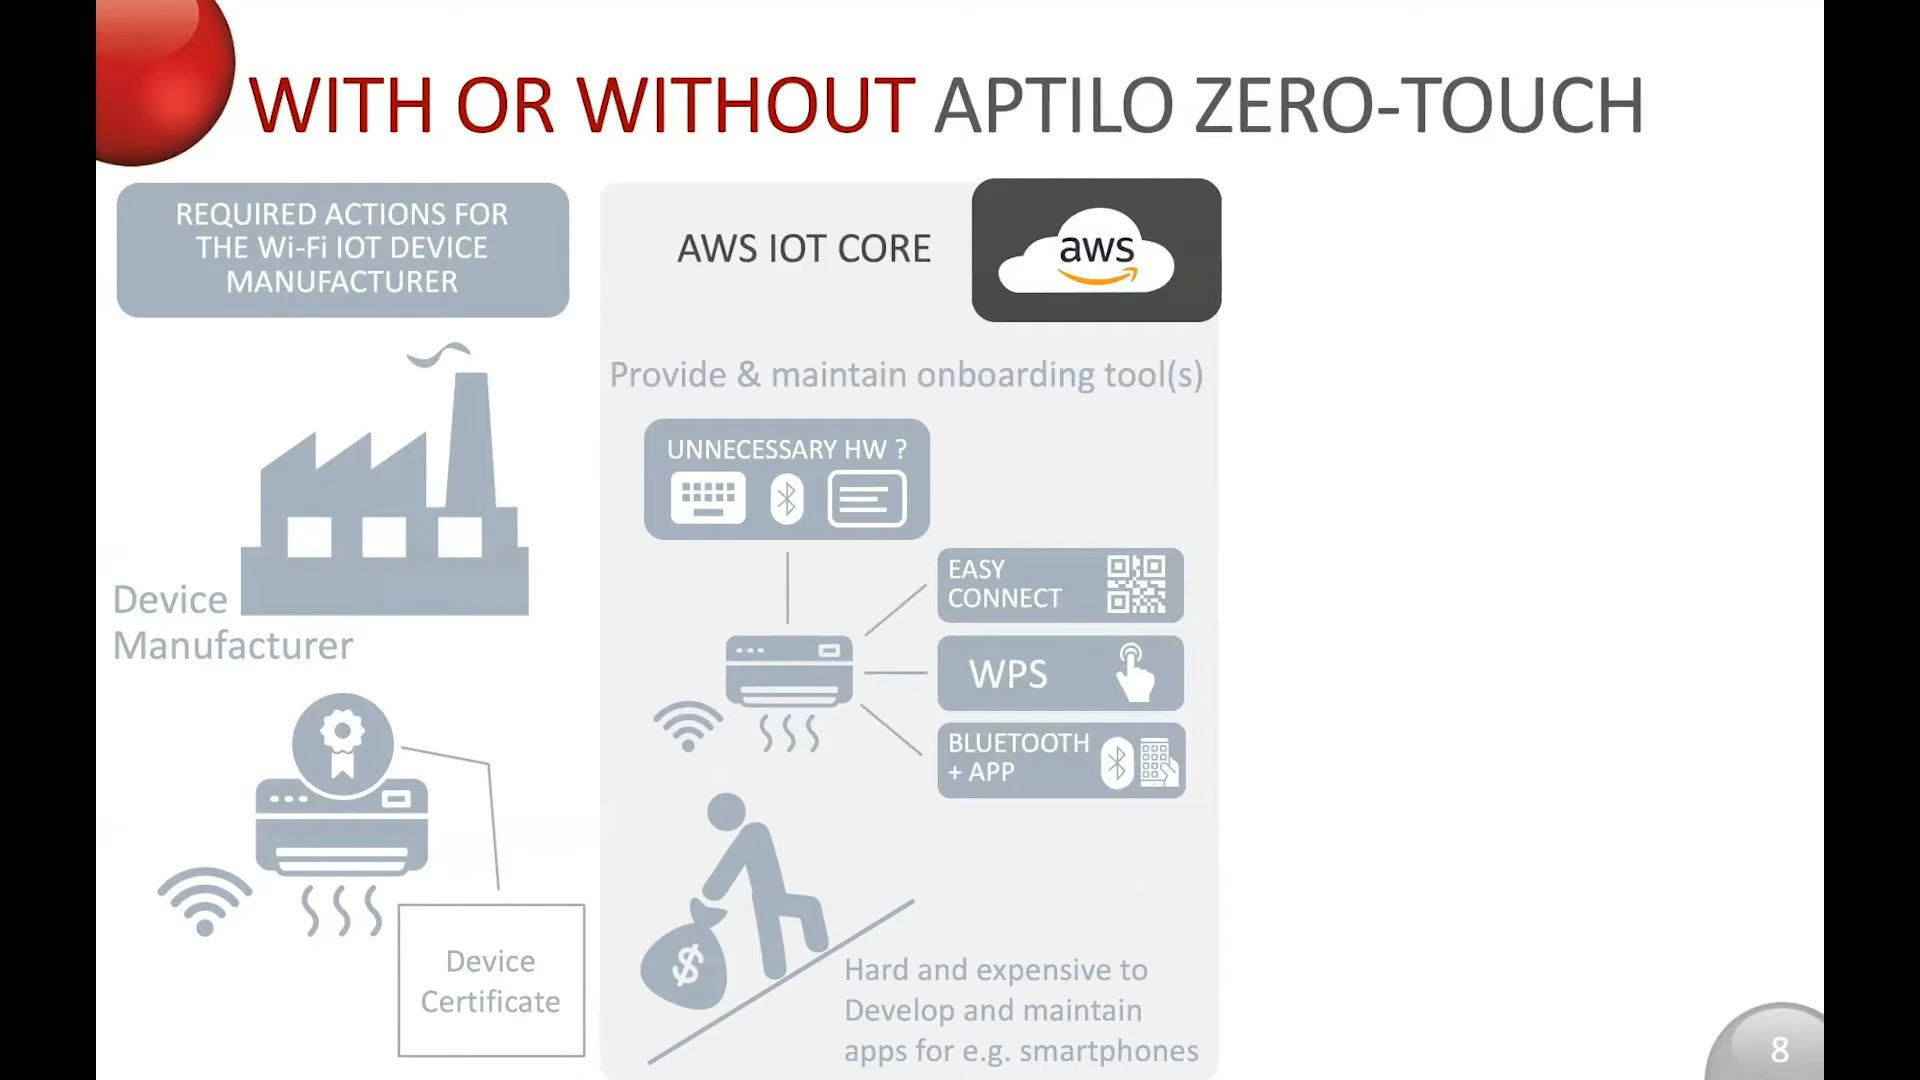 WITH OR WITHOUT APTILO ZERO-TOUCH
REQUIRED ACTIONS FOR
THE Wi-Fi IOT DEVICE
MANUFACTURER
Device
Manufacturer
Device
Certificate
AWS IOT CORE
aws
Provide & maintain onboarding tool(s)
UNNECESSARY HW ?
EASY
CONNECT
WPS
BLUETOOTH
+ APP
$
Hard and expensive to
Develop and maintain
apps for e.g. smartphones
8